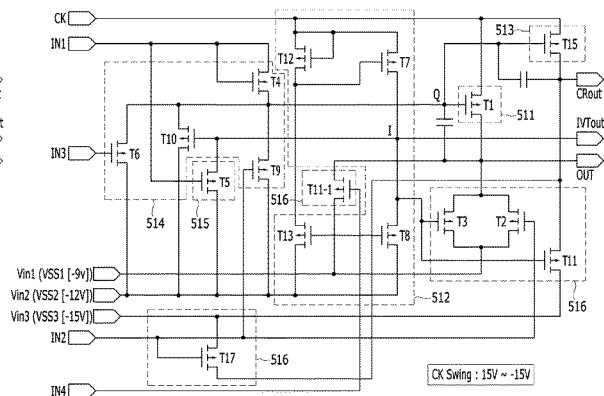 CK
513
T15
IN1
T12
T7
T4
Q
T1
CRout
511
IVTout
T10
I
IN3
T6
T9
OUT
T5
T11-1
516
514
515
T3
T2
T13
T8
T11
Vin1 (VSS1 [-9v])
Vin2 (VSS2 [-12V])
512
516
Vin3 (VSS3 [-15V])
IN2
T17
516
CK Swing : 15V ~ -15V
IN4